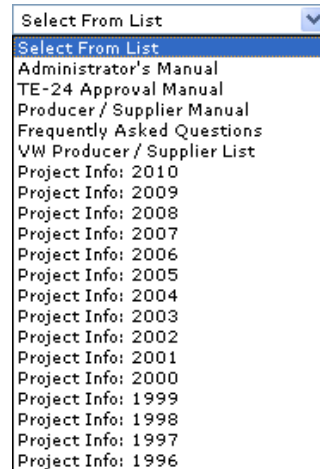 Select From List
Select From List
Administrator's Manual
TE-24 Approval Manual
Producer / Supplier Manual
Frequently Asked Questions
VW Producer / Supplier List
Project Info: 2010
Project Info: 2009
Project Info: 2008
Project Info: 2007
Project Info: 2006
Project Info: 2005
Project Info: 2004
Project Info: 2003
Project Info: 2002
Project Info: 2001
Project Info: 2000
Project Info: 1999
Project Info: 1998
Project Info: 1997
Project Info: 1996